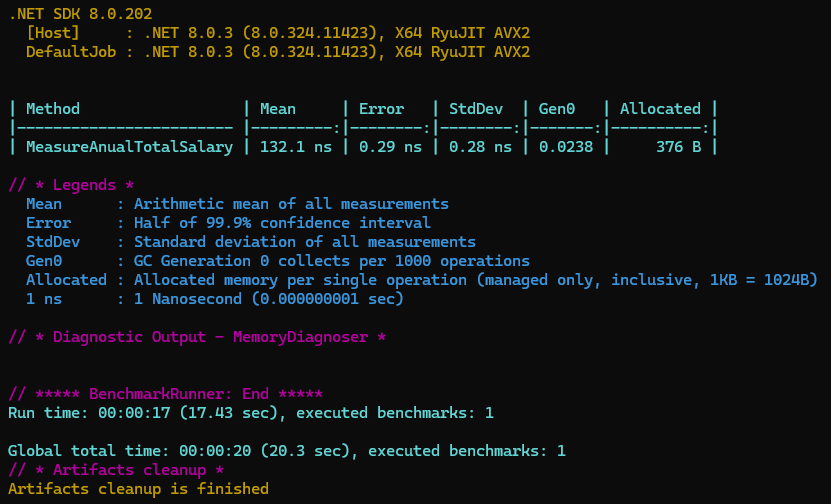 .NET SDK 8.0.202
  [Host]     : .NET 8.0.3 (8.0.324.11423), X64 RyuJIT AVX2
  DefaultJob : .NET 8.0.3 (8.0.324.11423), X64 RyuJIT AVX2
| Method                  | Mean     | Error   | StdDev  | Gen0   | Allocated |
|------------------------ |---------:|--------:|--------:|-------:|----------:|
| MeasureAnualTotalSalary | 132.1 ns | 0.29 ns | 0.28 ns | 0.0238 |     376 B |
// * Legends *
  Mean      : Arithmetic mean of all measurements
  Error     : Half of 99.9% confidence interval
  StdDev    : Standard deviation of all measurements
  Gen0      : GC Generation 0 collects per 1000 operations
  Allocated : Allocated memory per single operation (managed only, inclusive, 1KB = 1024B)
  1 ns      : 1 Nanosecond (0.000000001 sec)
// * Diagnostic Output - MemoryDiagnoser *
// ***** BenchmarkRunner: End *****
Run time: 00:00:17 (17.43 sec), executed benchmarks: 1
Global total time: 00:00:20 (20.3 sec), executed benchmarks: 1
// * Artifacts cleanup *
Artifacts cleanup is finished